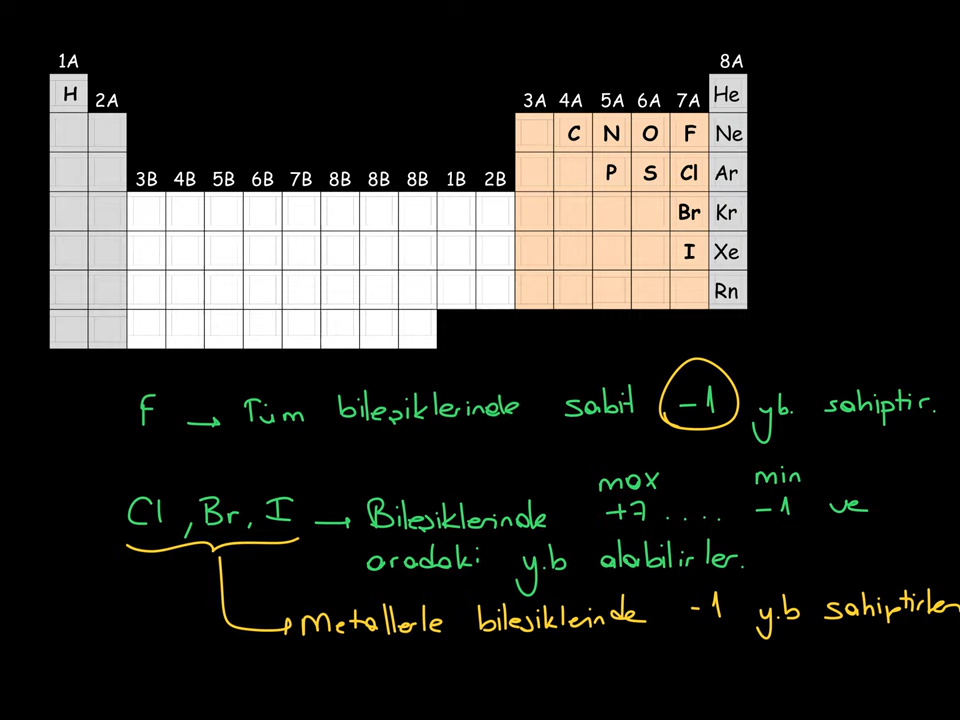 1A 8A
H 2A 3A 4A 5A 6A 7A He
C N O F Ne
3B 4B 5B 6B 7B 8B 8B 8B 1B 2B P S Cl Ar
Br Kr
I Xe
Rn
F → Tüm bileşiklerinde sabit -1 yb. sahiptir.
max min
Cl, Br, I → Bileşiklerinde +7 .... -1 ve
aradaki y.b alabilirler.
Metallerle bileşiklerinde -1 y.b sahiptirler